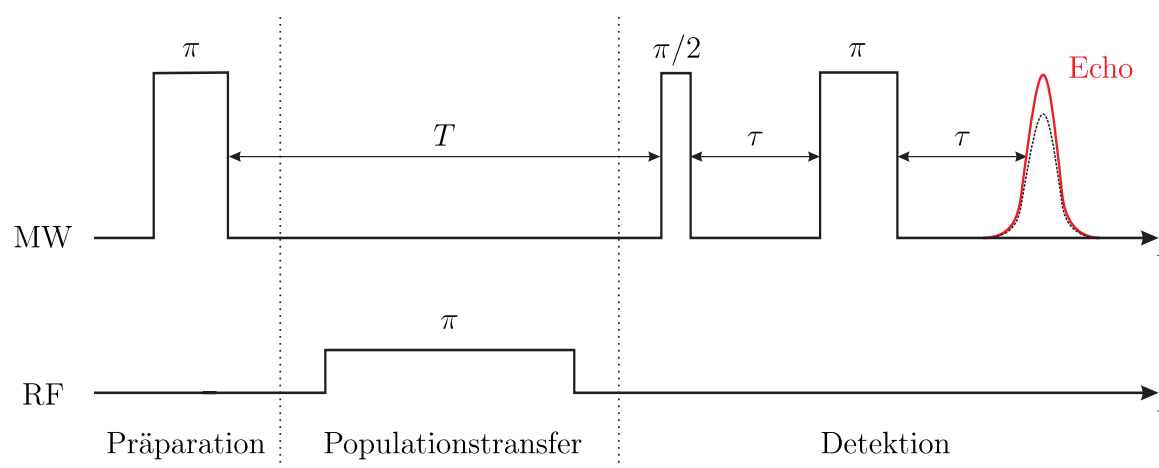 π
π/2
π
Echo
T
τ
τ
MW
π
RF
Präparation
Populationstransfer
Detektion